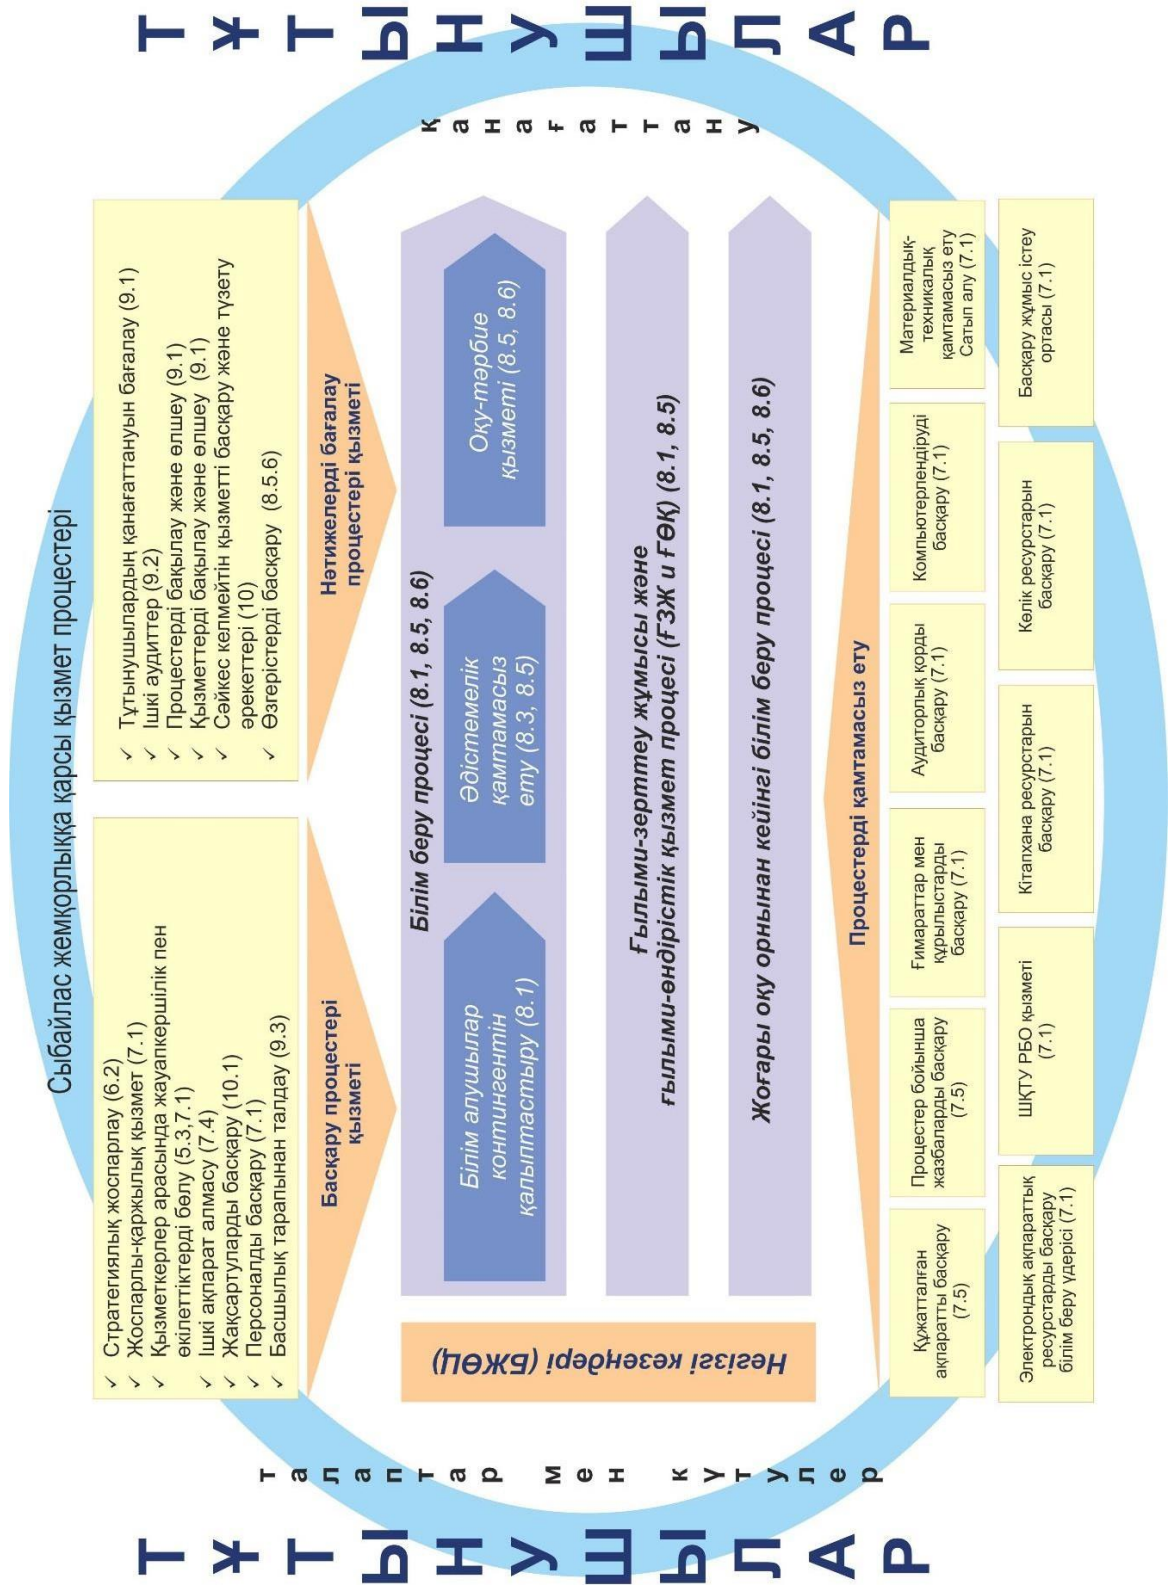 Сыбайлас жемқорлыққа қарсы қызмет процестері
ТҰТЫНУШЫЛАР
талаптар мен күтулер
✓ Стратегиялық жоспарлау (6.2)
✓ Жоспарлы-қаржылық қызмет (7.1)
✓ Қызметкерлер арасында жауапкершілік пен
өкілеттіктерді бөлу (5.3,7.1)
✓ Ішкі ақпарат алмасу (7.4)
✓ Жақсартуларды басқару (10.1)
✓ Персоналды басқару (7.1)
✓ Басшылық тарапынан талдау (9.3)
✓ Тұтынушылардың қанағаттануын бағалау (9.1)
✓ Ішкі аудиттер (9.2)
✓ Процестерді бақылау және өлшеу (9.1)
✓ Қызметтерді бақылау және өлшеу (9.1)
✓ Сәйкес келмейтін қызметті басқару және түзету
әрекеттері (10)
✓ Өзгерістерді басқару (8.5.6)
Басқару процестері
қызметі
Нәтижелерді бағалау
процестері қызметі
Негізгі кезеңдері (БЖӨЦ)
Білім беру процесі (8.1, 8.5, 8.6)
Білім алушылар
контингентін
қалыптастыру (8.1)
Әдістемелік
қамтамасыз
ету (8.3, 8.5)
Оқу-тәрбие
қызметі (8.5, 8.6)
Ғылыми-зерттеу жұмысы және
ғылыми-өндірістік қызмет процесі (ҒЗЖ и ҒӨҚ) (8.1, 8.5)
Жоғары оқу орнынан кейінгі білім беру процесі (8.1, 8.5, 8.6)
Процестерді қамтамасыз ету
Құжатталған
ақпаратты басқару
(7.5)
Процестер бойынша
жазбаларды басқару
(7.5)
Ғимараттар мен
құрылыстарды
басқару (7.1)
Аудиторлық қорды
басқару (7.1)
Компьютерлендіруді
басқару (7.1)
Материалдық-
техникалық
қамтамасыз ету
Сатып алу (7.1)
Электрондық ақпараттық
ресурстарды басқару
білім беру үдерісі (7.1)
ШҚТУ РБО қызметі
(7.1)
Кітапхана ресурстарын
басқару (7.1)
Көлік ресурстарын
басқару (7.1)
Басқару жұмыс істеу
ортасы (7.1)
қанағаттану
ТҰТЫНУШЫЛАР